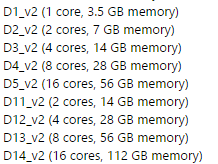 D1_v2 (1 core, 3.5 GB memory)
D2_v2 (2 cores, 7 GB memory)
D3_v2 (4 cores, 14 GB memory)
D4_v2 (8 cores, 28 GB memory)
D5_v2 (16 cores, 56 GB memory)
D11_v2 (2 cores, 14 GB memory)
D12_v2 (4 cores, 28 GB memory)
D13_v2 (8 cores, 56 GB memory)
D14_v2 (16 cores, 112 GB memory)